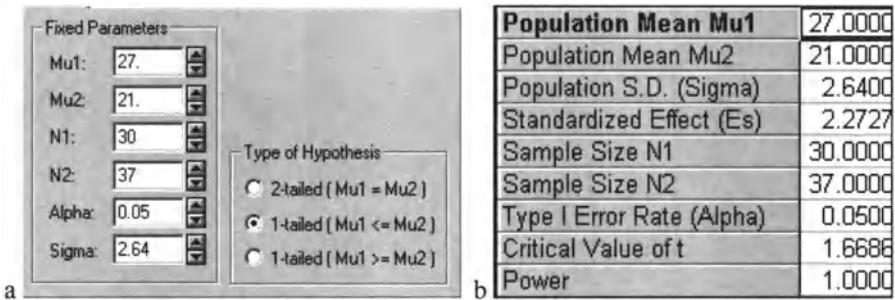 Fixed Parameters
Mu1: 27.
Mu2: 21.
N1: 30
N2: 37
Alpha: 0.05
Sigma: 2.64
Type of Hypothesis
2-tailed ( Mu1 = Mu2 )
1-tailed ( Mu1 <= Mu2 )
1-tailed ( Mu1 >= Mu2 )
a
Population Mean Mu1 27.0000
Population Mean Mu2 21.0000
Population S.D. (Sigma) 2.6400
Standardized Effect (Es) 2.2727
Sample Size N1 30.0000
Sample Size N2 37.0000
Type I Error Rate (Alpha) 0.0500
Critical Value of t 1.6686
Power 1.0000
b